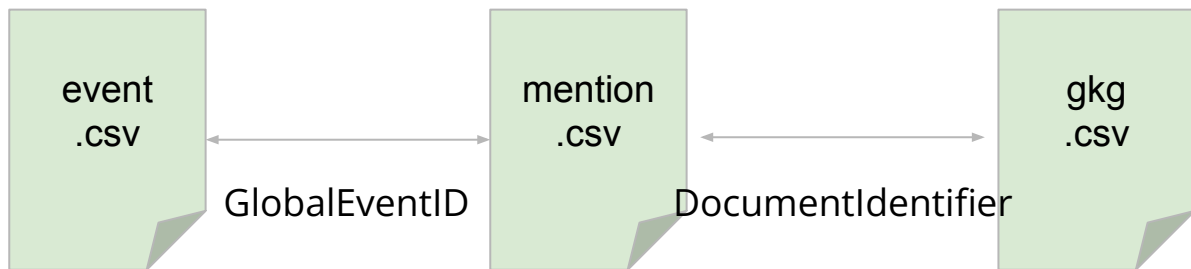 event
.csv
mention
.csv
gkg
.csv
GlobalEventID
DocumentIdentifier